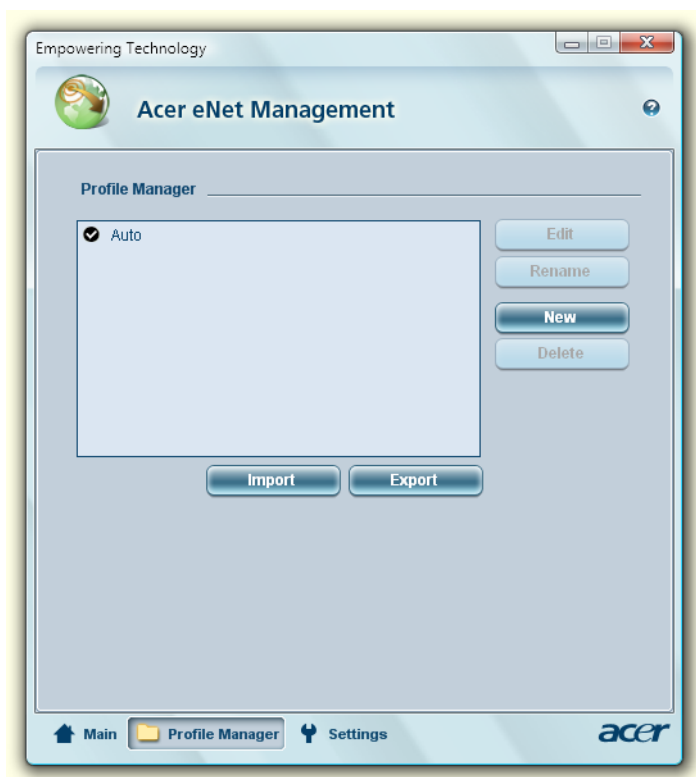 Empowering Technology
Acer eNet Management
Profile Manager
Auto
Edit
Rename
New
Delete
Import Export
Main Profile Manager Settings acer